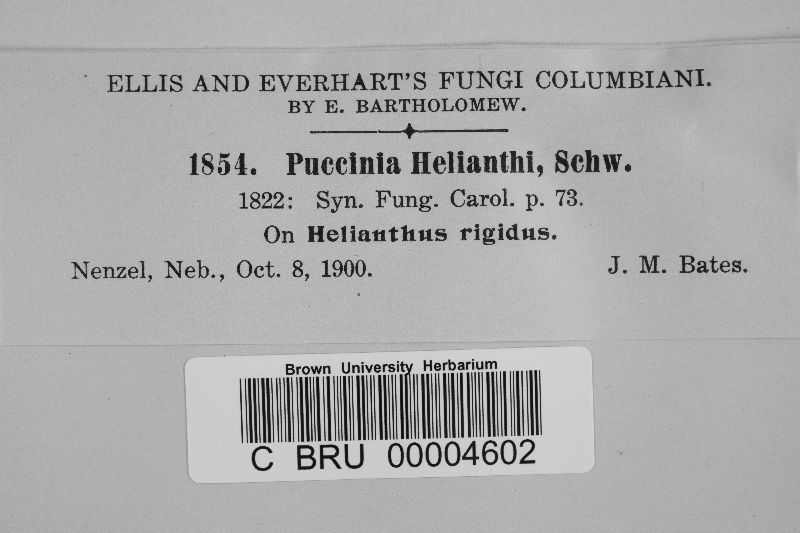 ELLIS AND EVERHART'S FUNGI COLUMBIANI.
BY E. BARTHOLOMEW.
1854. Puccinia Helianthi, Schw.
1822: Syn. Fung. Carol. p. 73.
On Helianthus rigidus.
Nenzel, Neb., Oct. 8, 1900. J. M. Bates.
Brown University Herbarium
C BRU 00004602